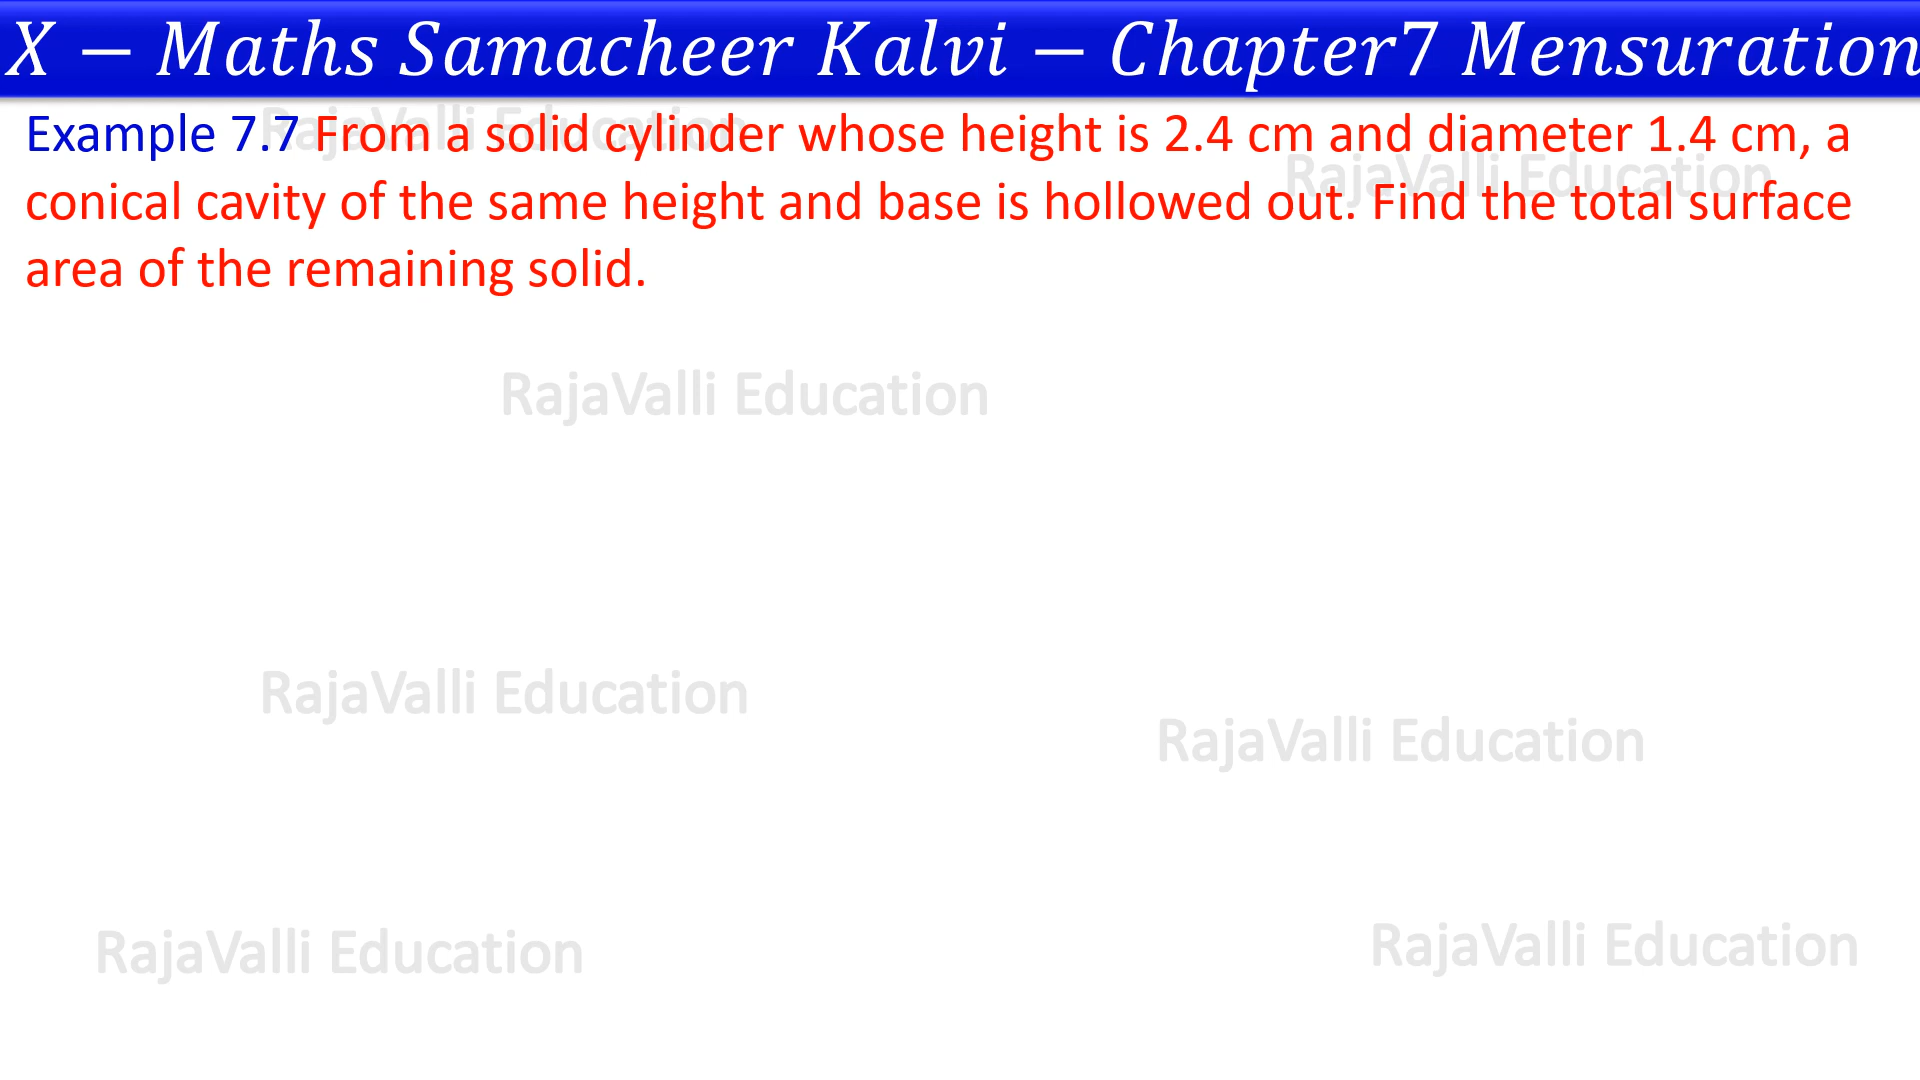 X − Maths Samacheer Kalvi − Chapter7 Mensuration
Example 7.7 From a solid cylinder whose height is 2.4 cm and diameter 1.4 cm, a
conical cavity of the same height and base is hollowed out. Find the total surface
area of the remaining solid.
RajaValli Education
RajaValli Education
RajaValli Education
RajaValli Education
RajaValli Education
RajaValli Education
RajaValli Education